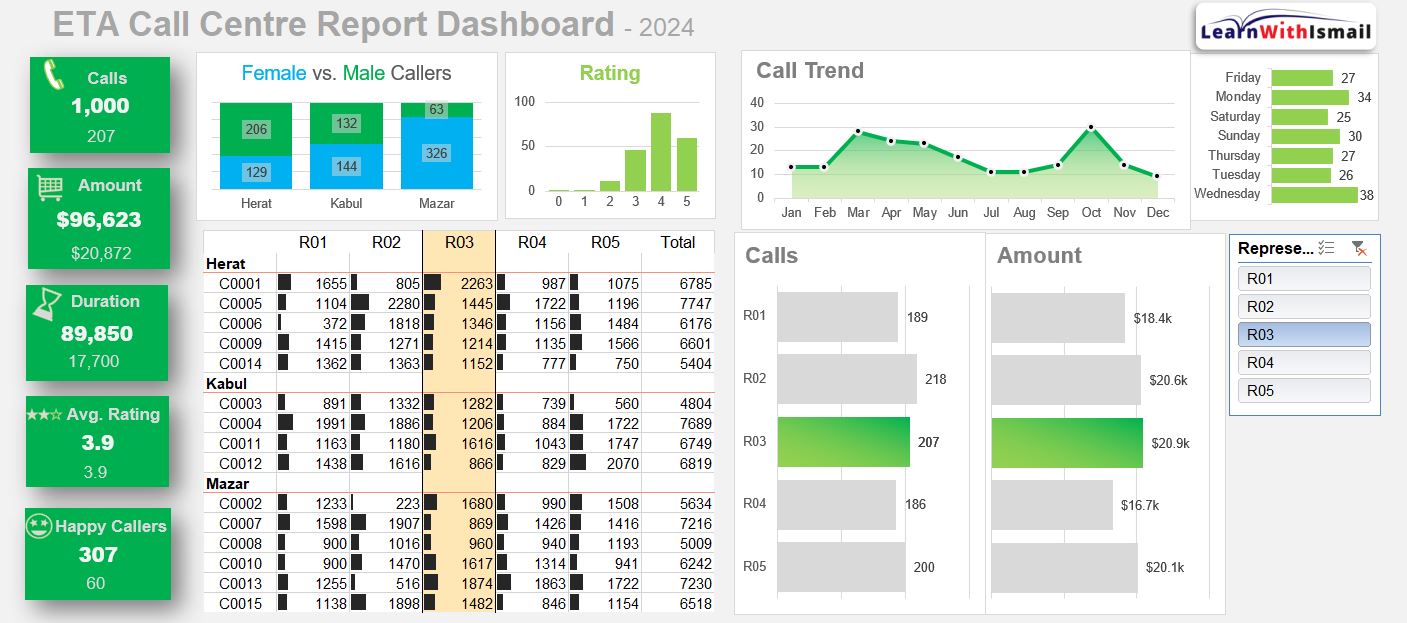 ETA Call Centre Report Dashboard - 2024
LearnWithIsmail
Calls
1,000
207
Amount
$96,623
$20,872
Duration
89,850
17,700
Avg. Rating
3.9
3.9
Happy Callers
307
60
Female vs. Male Callers
206 132 63
129 144 326
Herat Kabul Mazar
Rating
100
50
0
0 1 2 3 4 5
Call Trend
40
30
20
10
0
Jan Feb Mar Apr May Jun Jul Aug Sep Oct Nov Dec
Friday 27
Monday 34
Saturday 25
Sunday 30
Thursday 27
Tuesday 26
Wednesday 38
R01 R02 R03 R04 R05 Total
Herat
C0001 1655 805 2263 987 1075 6785
C0005 1104 2280 1445 1722 1196 7747
C0006 372 1818 1346 1156 1484 6176
C0009 1415 1271 1214 1135 1566 6601
C0014 1362 1363 1152 777 750 5404
Kabul
C0003 891 1332 1282 739 560 4804
C0004 1991 1886 1206 884 1722 7689
C0011 1163 1180 1616 1043 1747 6749
C0012 1438 1616 866 829 2070 6819
Mazar
C0002 1233 223 1680 990 1508 5634
C0007 1598 1907 869 1426 1416 7216
C0008 900 1016 960 940 1193 5009
C0010 900 1470 1617 1314 941 6242
C0013 1255 516 1874 1863 1722 7230
C0015 1138 1898 1482 846 1154 6518
Calls
R01 189
R02 218
R03 207
R04 186
R05 200
Amount
$18.4k
$20.6k
$20.9k
$16.7k
$20.1k
Represe...
R01
R02
R03
R04
R05